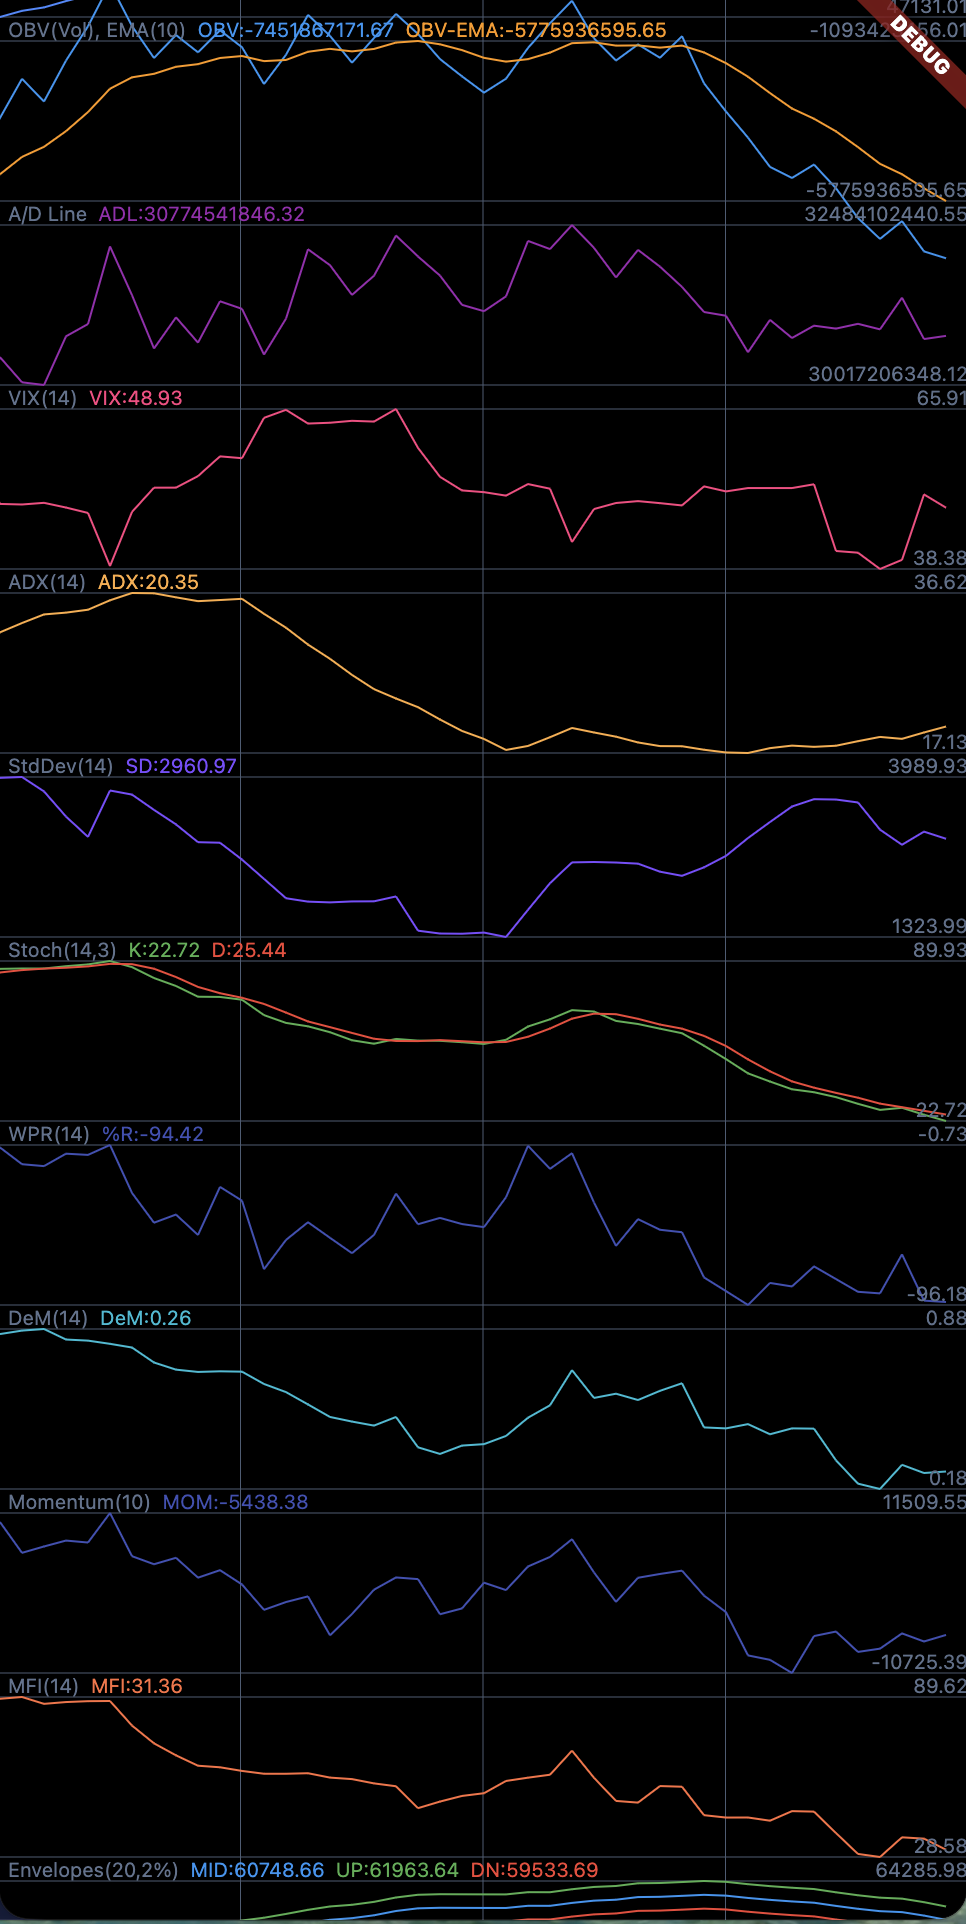 47131.01
OBV(Vol), EMA(10) OBV:-7451867171.67 OBV-EMA:-5775936595.65
DEBUG
-5775936595.65
A/D Line ADL:30774541846.32 32484102440.55
30017206348.12
VIX(14) VIX:48.93 65.91
38.38
ADX(14) ADX:20.35 36.62
17.13
StdDev(14) SD:2960.97 3989.93
1323.99
Stoch(14,3) K:22.72 D:25.44 89.93
22.72
WPR(14) %R:-94.42 -0.73
-96.18
DeM(14) DeM:0.26 0.88
0.18
Momentum(10) MOM:-5438.38 11509.55
-10725.39
MFI(14) MFI:31.36 89.62
28.58
Envelopes(20,2%) MID:60748.66 UP:61963.64 DN:59533.69 64285.98